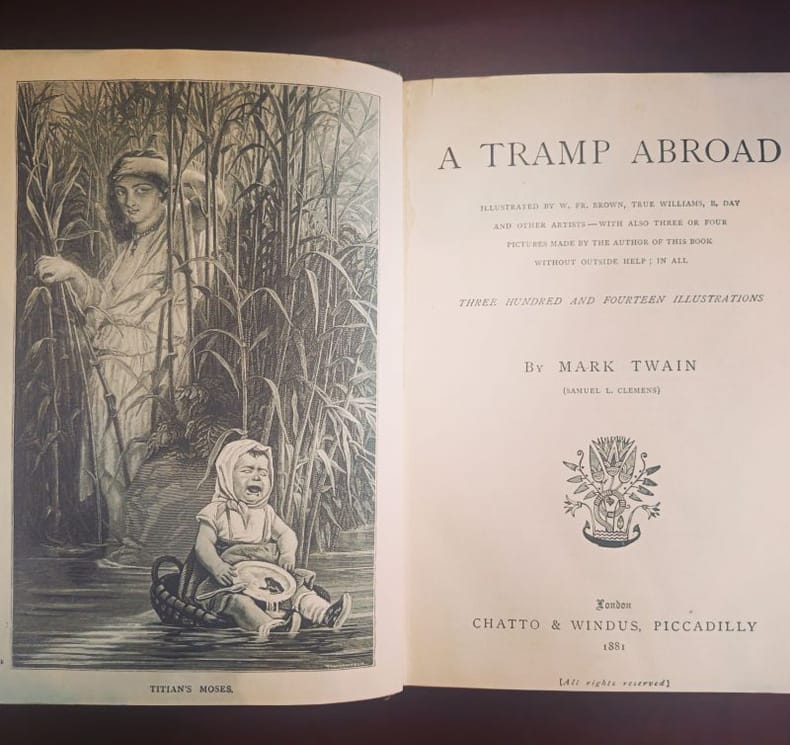 TITIAN'S MOSES.
A TRAMP ABROAD
ILLUSTRATED BY W. FR. BROWN, TRUE WILLIAMS, B. DAY
AND OTHER ARTISTS—WITH ALSO THREE OR FOUR
PICTURES MADE BY THE AUTHOR OF THIS BOOK
WITHOUT OUTSIDE HELP; IN ALL
THREE HUNDRED AND FOURTEEN ILLUSTRATIONS
BY MARK TWAIN
(SAMUEL L. CLEMENS)
London
CHATTO & WINDUS, PICCADILLY
1881
[All rights reserved]